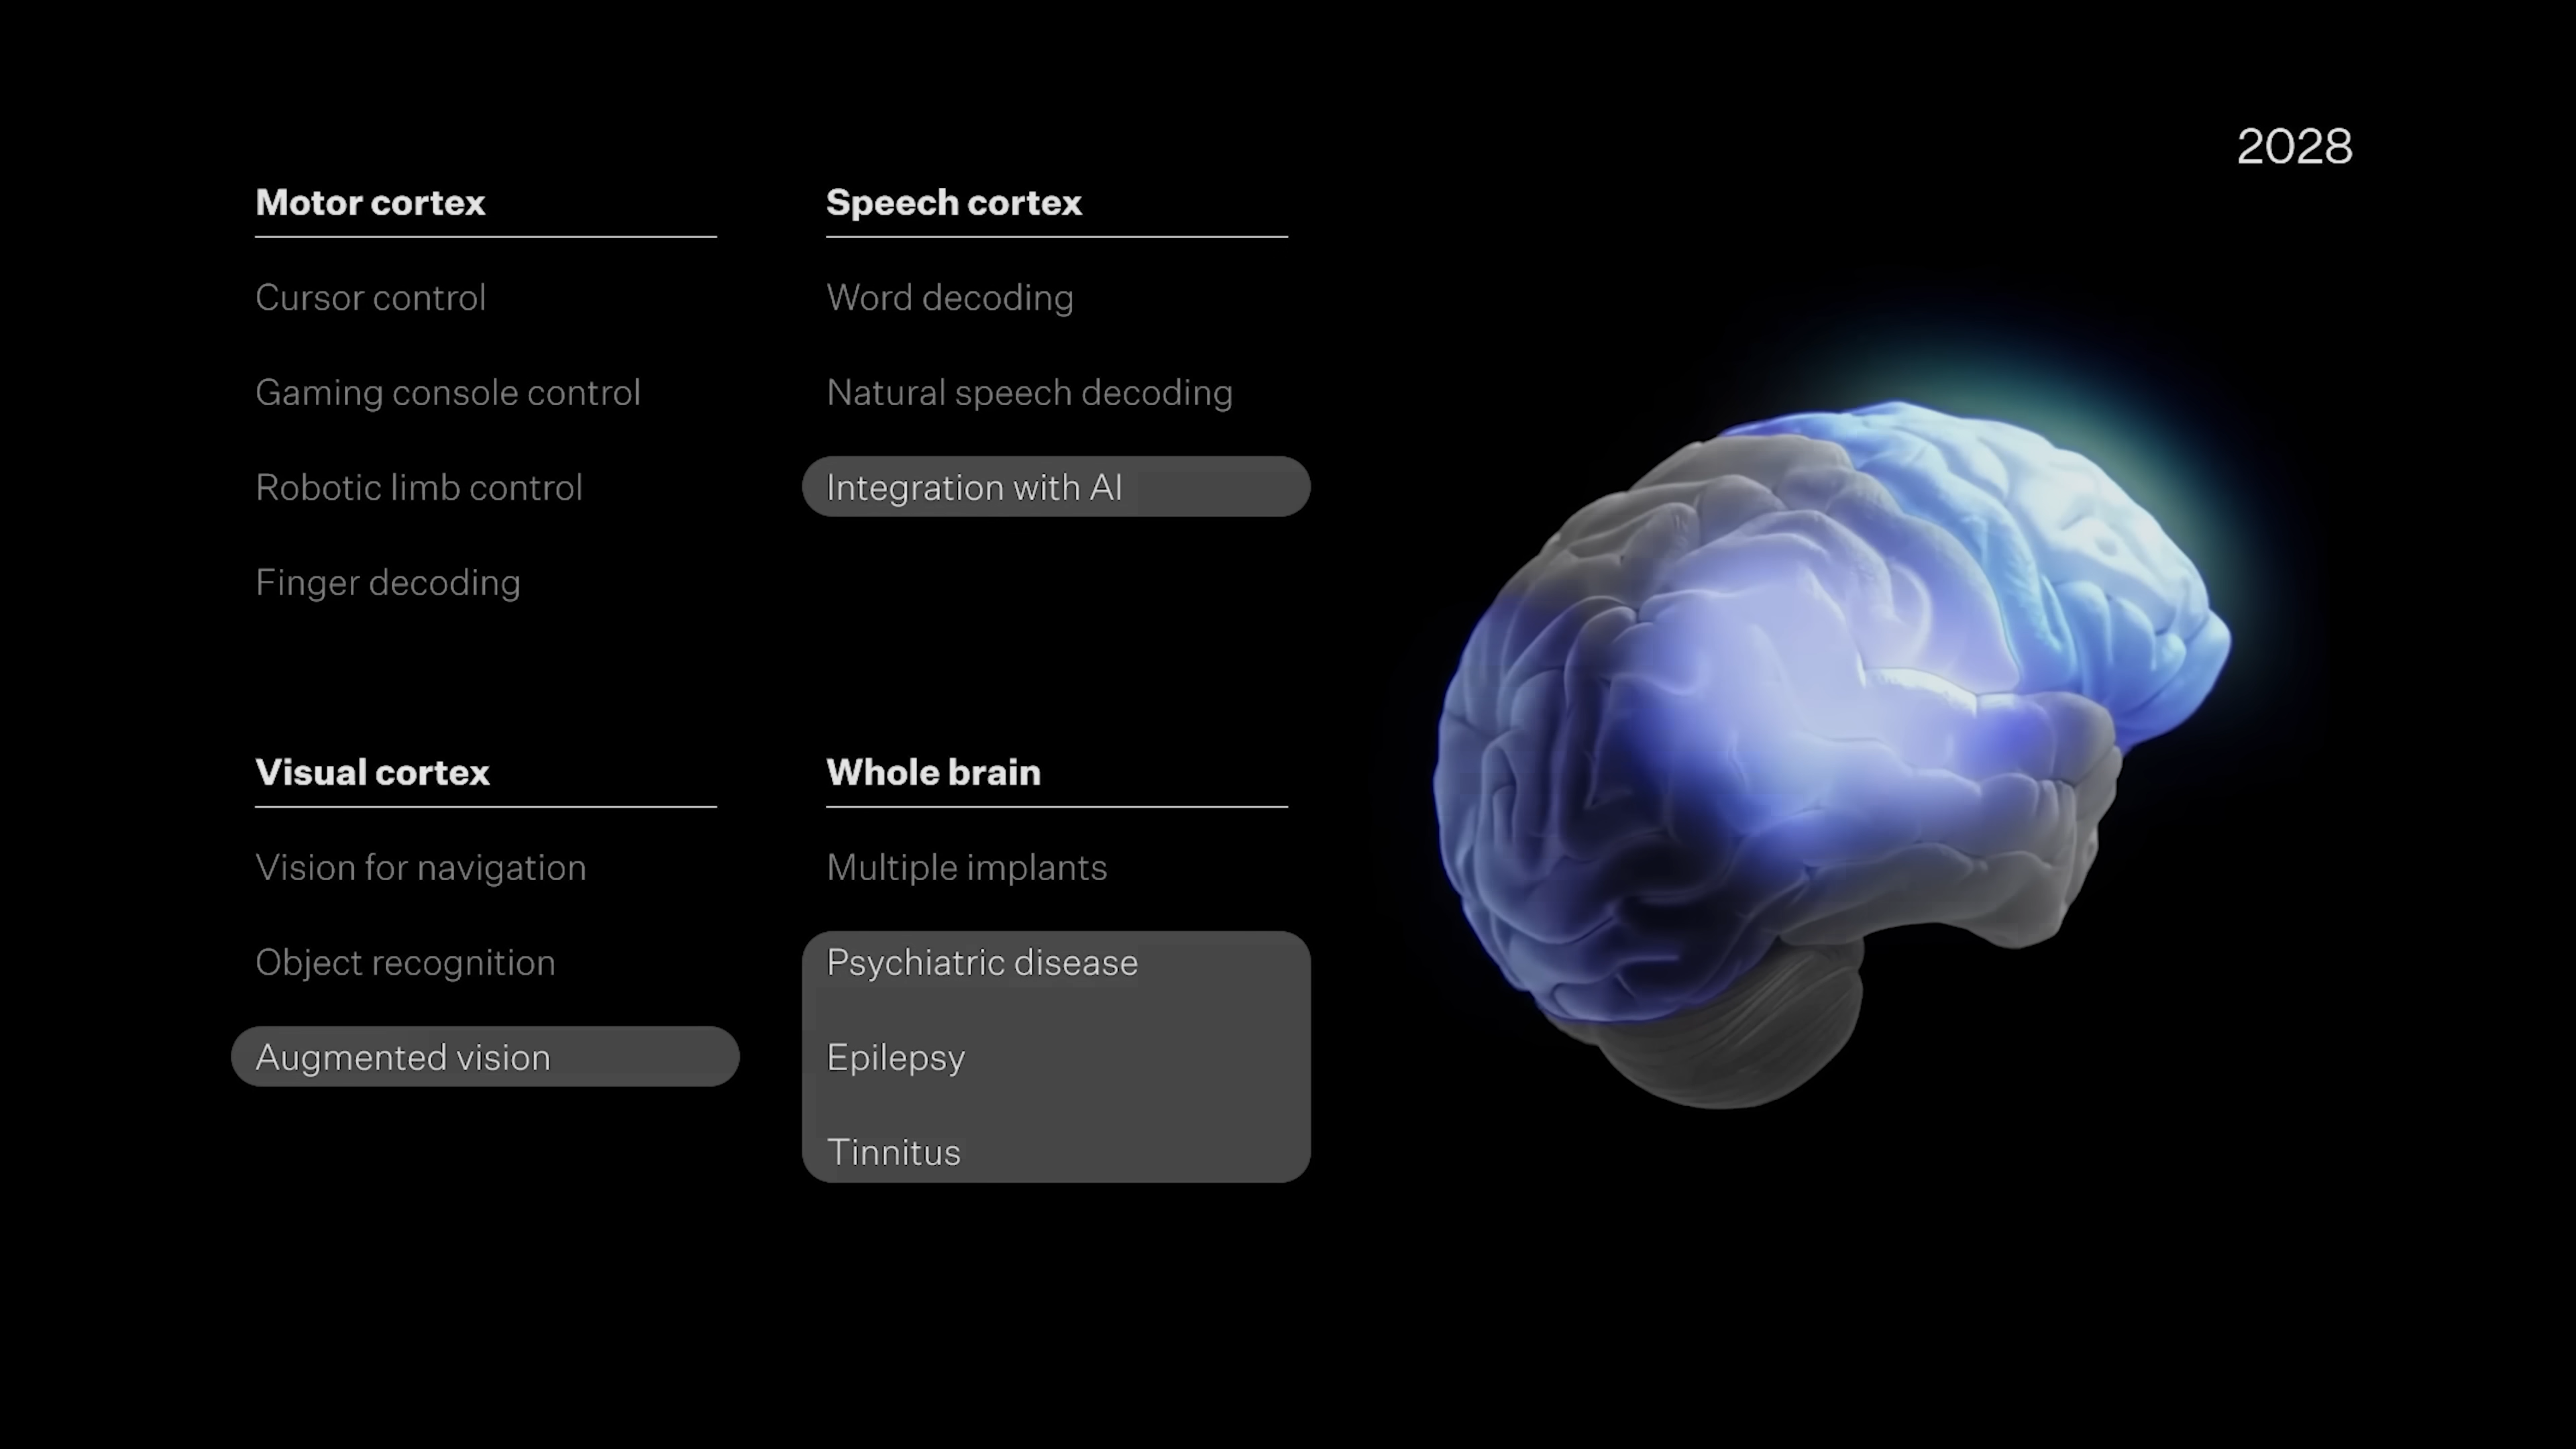 2028
Motor cortex
Cursor control
Gaming console control
Robotic limb control
Finger decoding
Speech cortex
Word decoding
Natural speech decoding
Integration with AI
Visual cortex
Vision for navigation
Object recognition
Augmented vision
Whole brain
Multiple implants
Psychiatric disease
Epilepsy
Tinnitus